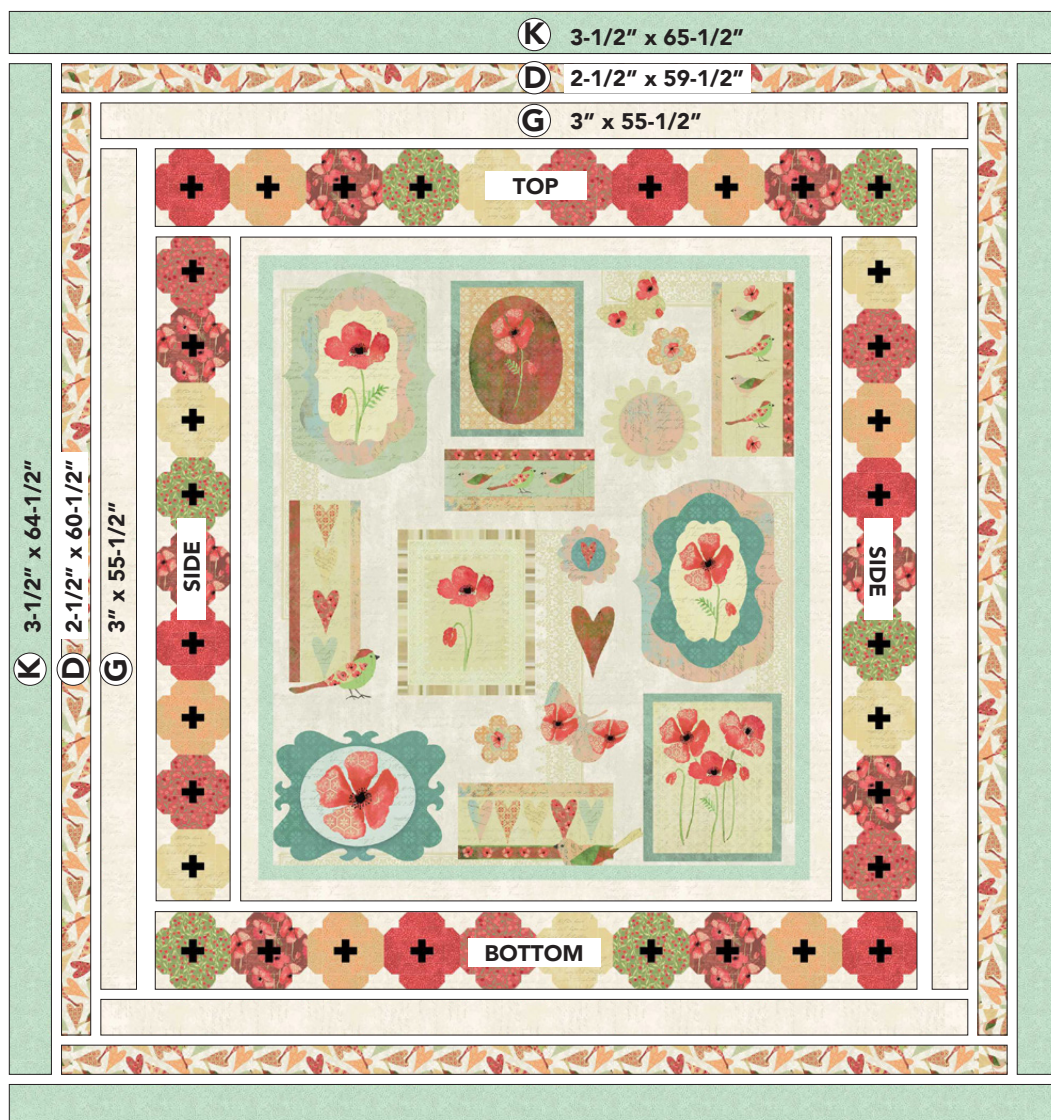 K 3-1/2” x 65-1/2”
D 2-1/2” x 59-1/2”
G 3” x 55-1/2”
TOP
K 3-1/2” x 64-1/2”
D 2-1/2” x 60-1/2”
G 3” x 55-1/2”
SIDE
SIDE
BOTTOM